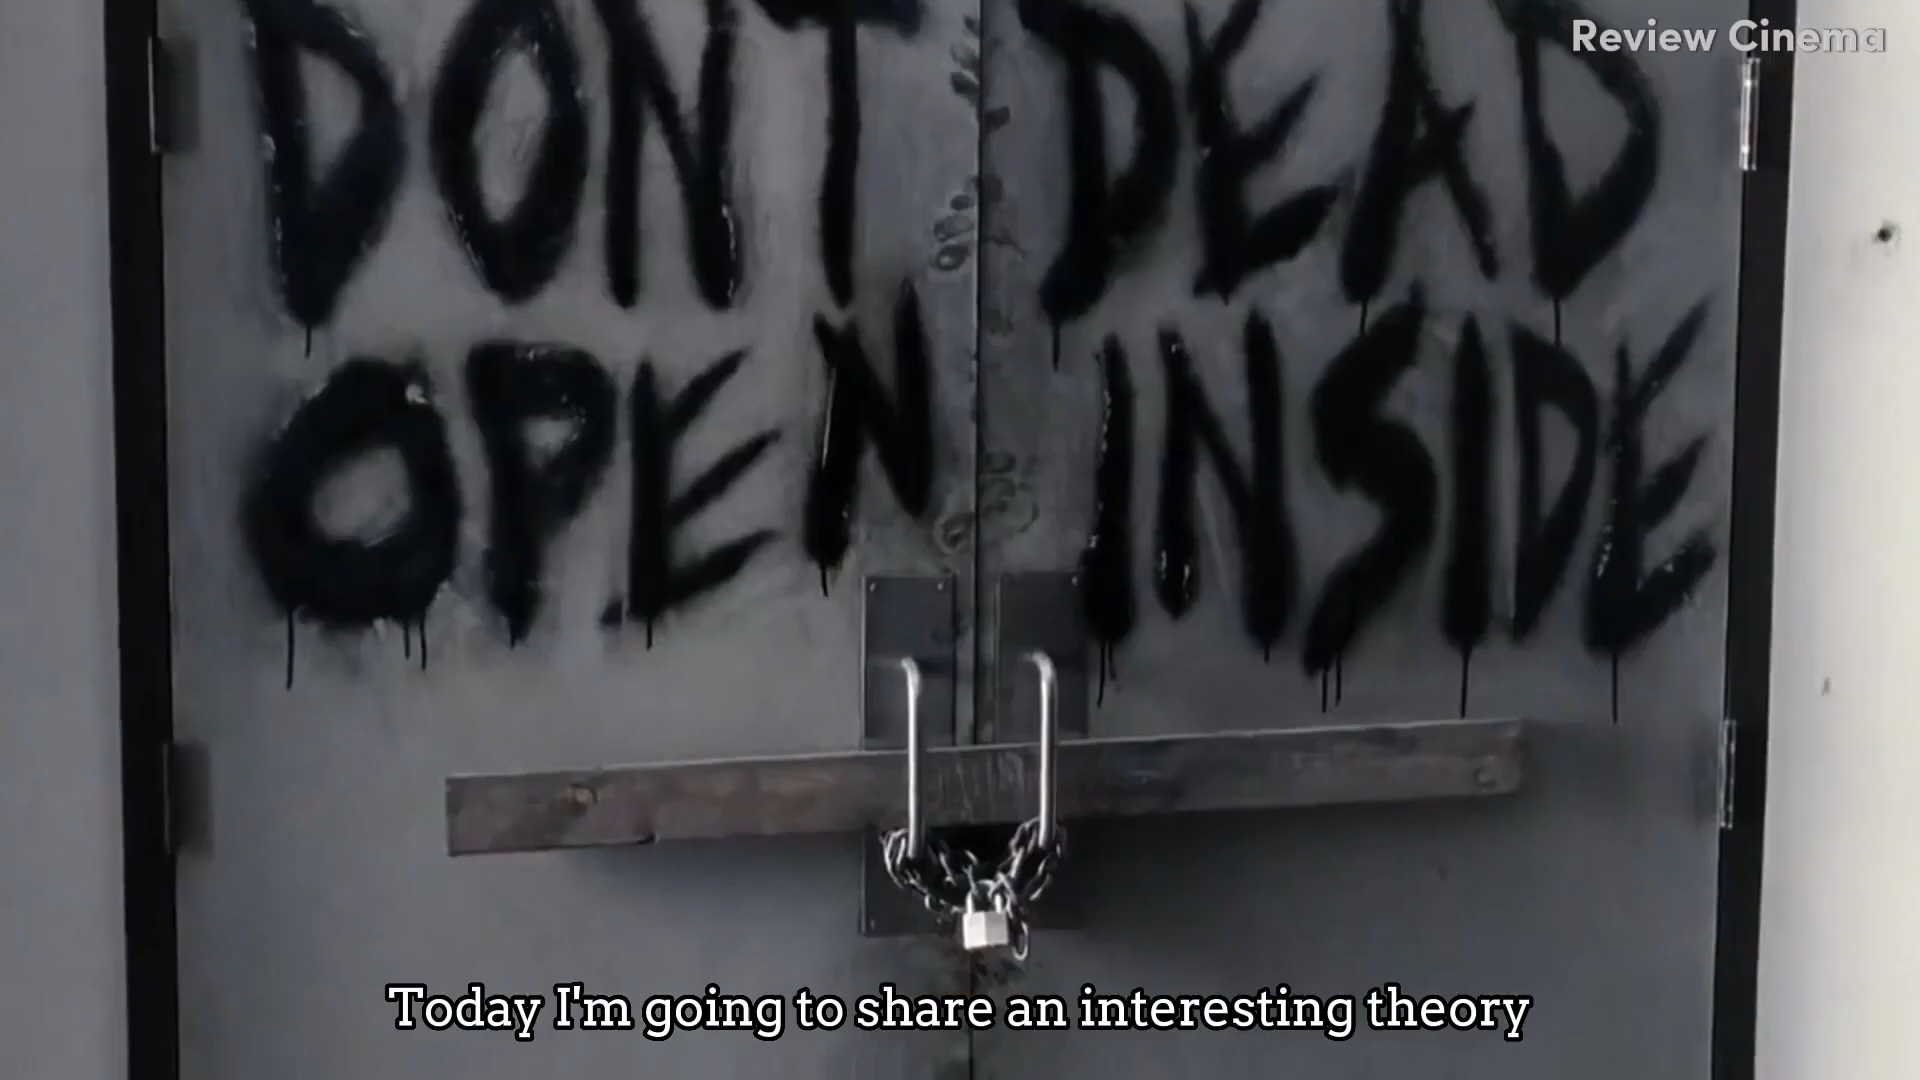 Review Cinema
DONT DEAD
OPEN INSIDE
Today I'm going to share an interesting theory